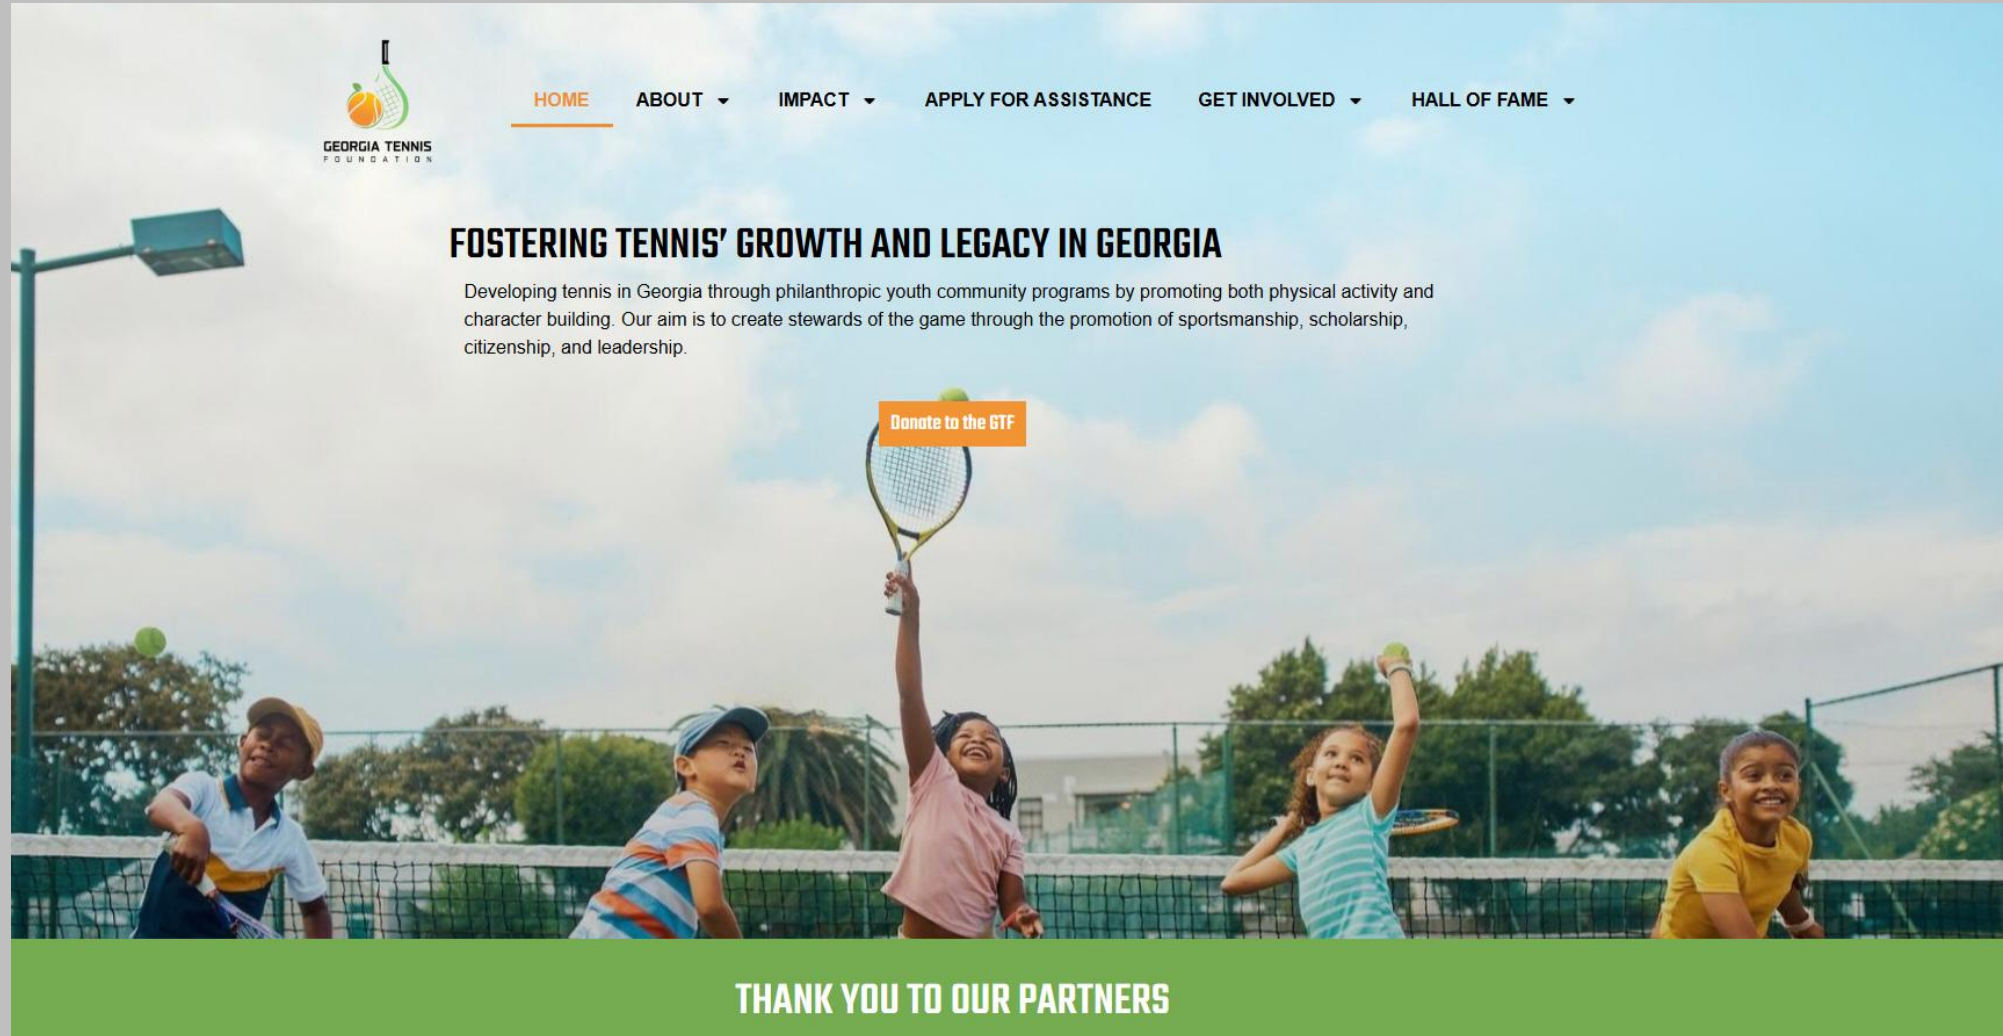 GEORGIA TENNIS
FOUNDATION
HOME
ABOUT
IMPACT
APPLY FOR ASSISTANCE
GET INVOLVED
HALL OF FAME
FOSTERING TENNIS’ GROWTH AND LEGACY IN GEORGIA
Developing tennis in Georgia through philanthropic youth community programs by promoting both physical activity and
character building. Our aim is to create stewards of the game through the promotion of sportsmanship, scholarship,
citizenship, and leadership.
Donate to the GTF
THANK YOU TO OUR PARTNERS